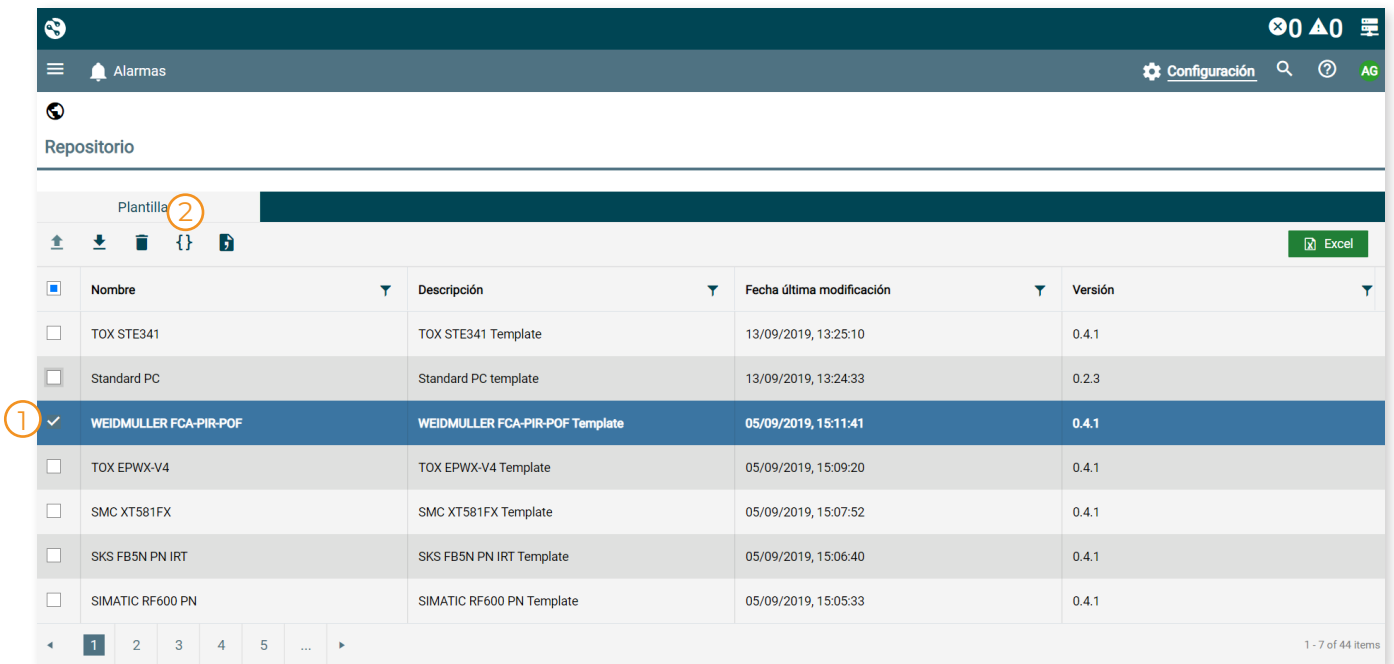 0 0
Alarmas Configuración AG
Repositorio
Plantilla
2
{} Excel
Nombre Descripción Fecha última modificación Versión
TOX STE341 TOX STE341 Template 13/09/2019, 13:25:10 0.4.1
Standard PC Standard PC template 13/09/2019, 13:24:33 0.2.3
1 WEIDMULLER FCA-PIR-POF WEIDMULLER FCA-PIR-POF Template 05/09/2019, 15:11:41 0.4.1
TOX EPWX-V4 TOX EPWX-V4 Template 05/09/2019, 15:09:20 0.4.1
SMC XT581FX SMC XT581FX Template 05/09/2019, 15:07:52 0.4.1
SKS FB5N PN IRT SKS FB5N PN IRT Template 05/09/2019, 15:06:40 0.4.1
SIMATIC RF600 PN SIMATIC RF600 PN Template 05/09/2019, 15:05:33 0.4.1
1 2 3 4 5 ... 1 - 7 of 44 items